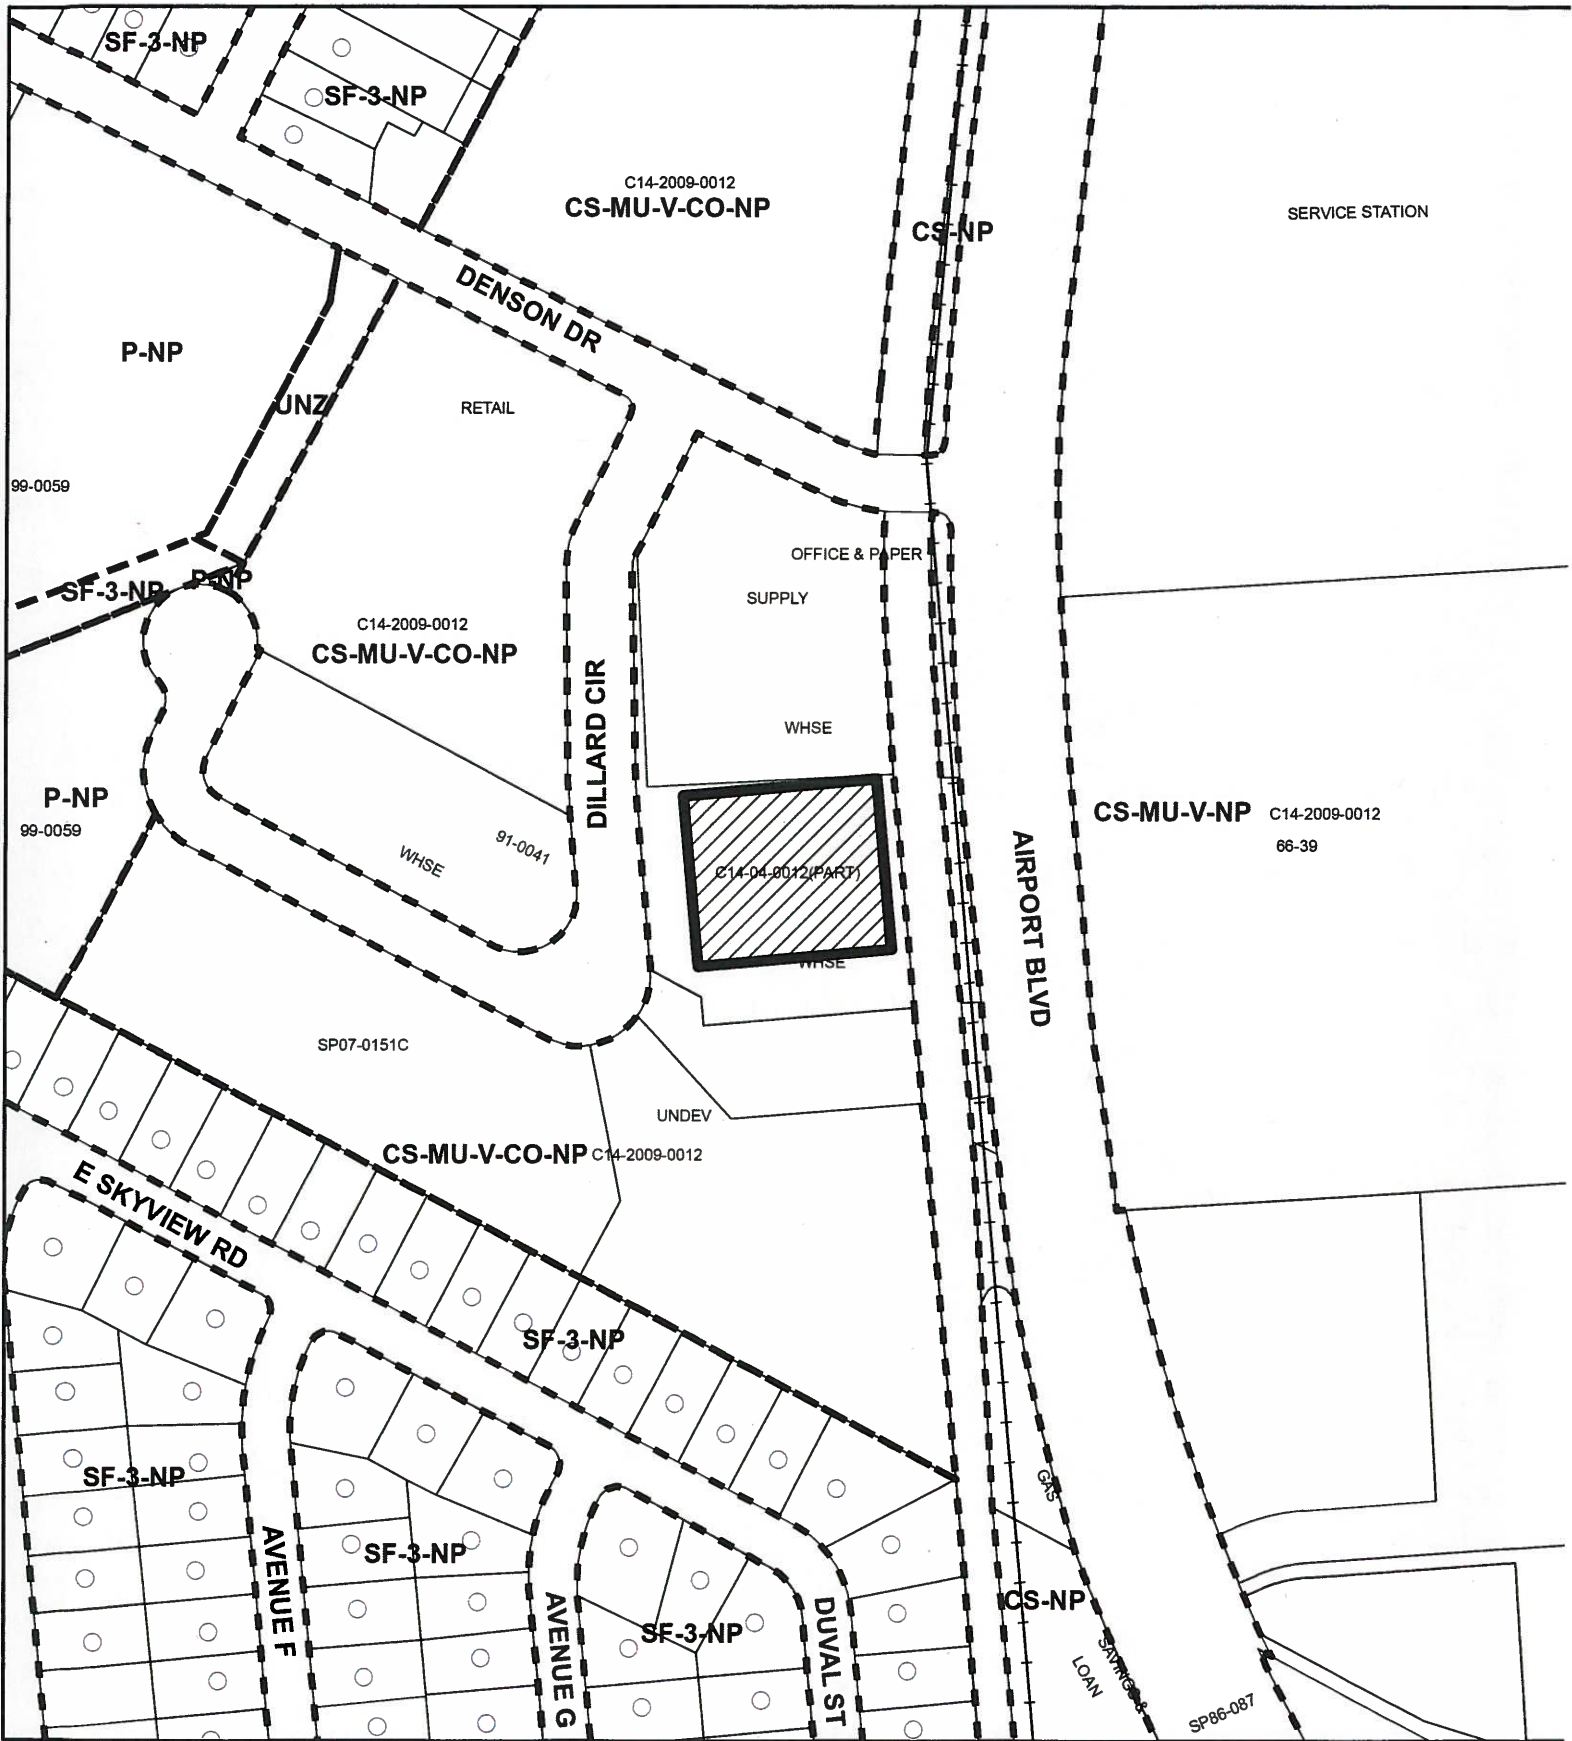 SF-3-NP
SF-3-NP
C14-2009-0012
CS-MU-V-CO-NP
CS-NP
SERVICE STATION
DENSON DR
P-NP
UNZ
RETAIL
99-0059
OFFICE & PAPER
SUPPLY
SF-3-NP
P-NP
C14-2009-0012
CS-MU-V-CO-NP
DILLARD CIR
WHSE
P-NP
99-0059
WHSE
91-0041
C14-04-0012(PART)
WHSE
AIRPORT BLVD
CS-MU-V-NP C14-2009-0012
66-39
SP07-0151C
UNDEV
CS-MU-V-CO-NP C14-2009-0012
E SKYVIEW RD
SF-3-NP
SF-3-NP
AVENUE F
SF-3-NP
AVENUE G
SF-3-NP
DUVAL ST
GAS
CS-NP
SAVINGS &
LOAN
SP86-087